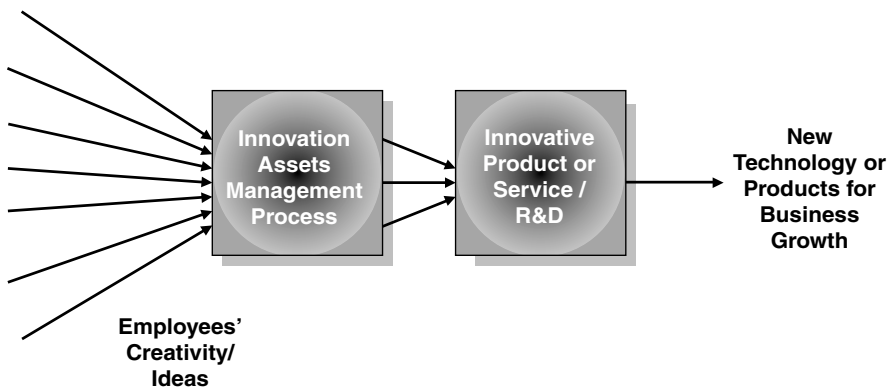 Innovation
Assets
Management
Process
Innovative
Product or
Service /
R&D
New
Technology or
Products for
Business
Growth
Employees’
Creativity/
Ideas